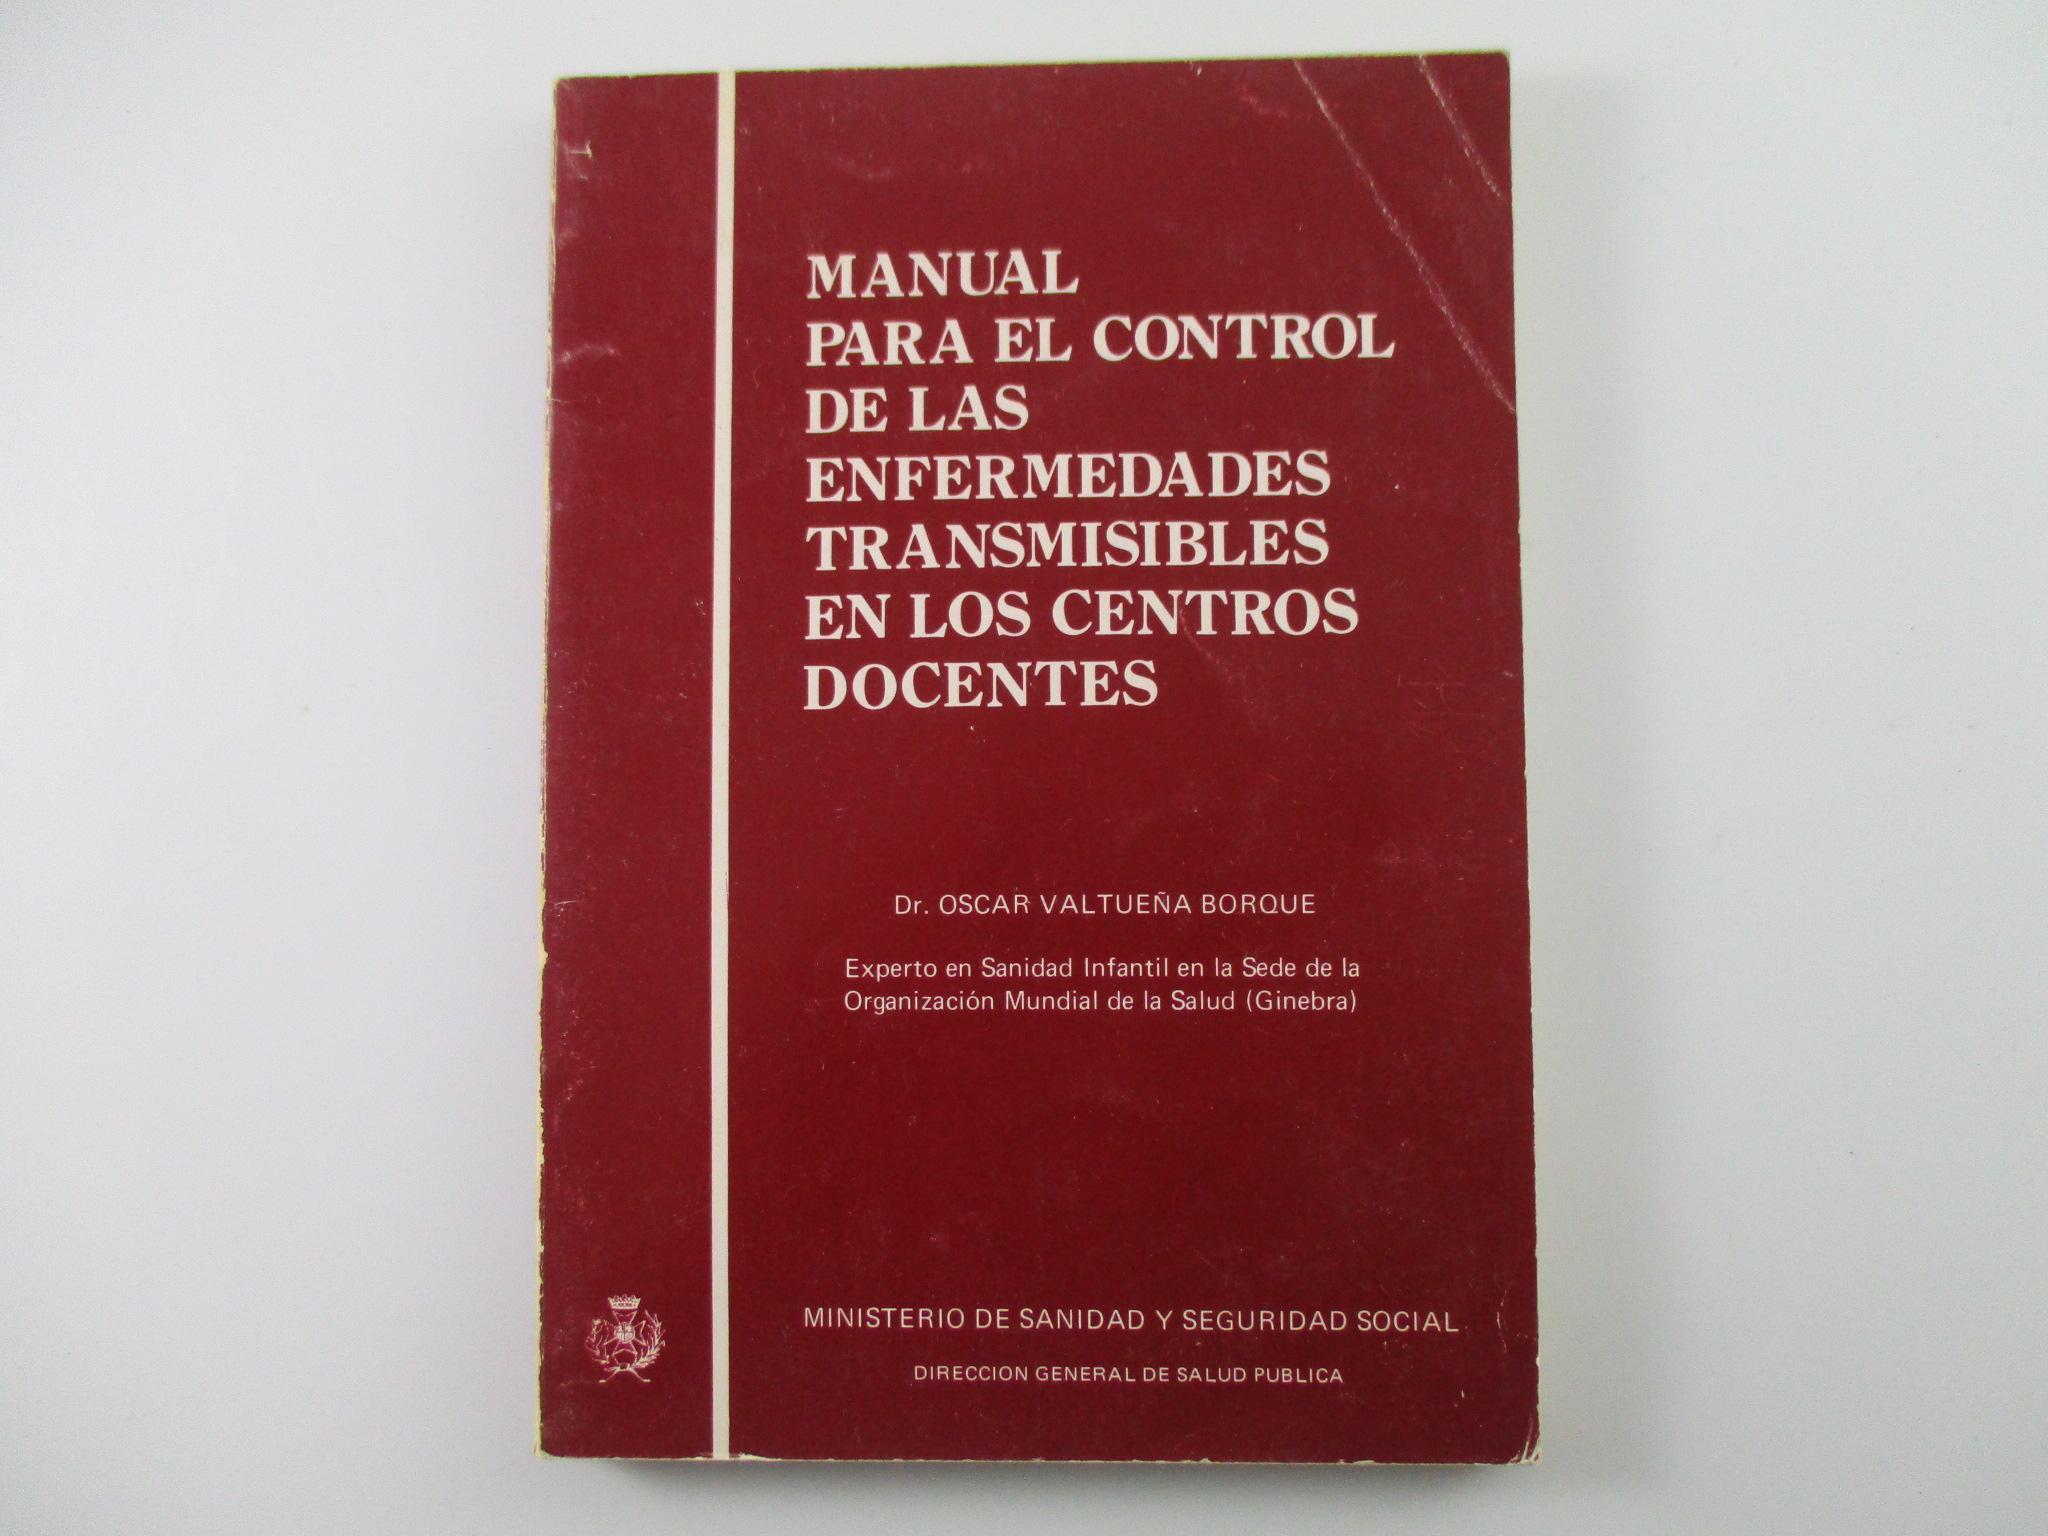 MANUAL
PARA EL CONTROL
DE LAS
ENFERMEDADES
TRANSMISIBLES
EN LOS CENTROS
DOCENTES
Dr. OSCAR VALTUEÑA BORQUE
Experto en Sanidad Infantil en la Sede de la
Organización Mundial de la Salud (Ginebra)
MINISTERIO DE SANIDAD Y SEGURIDAD SOCIAL
DIRECCION GENERAL DE SALUD PUBLICA